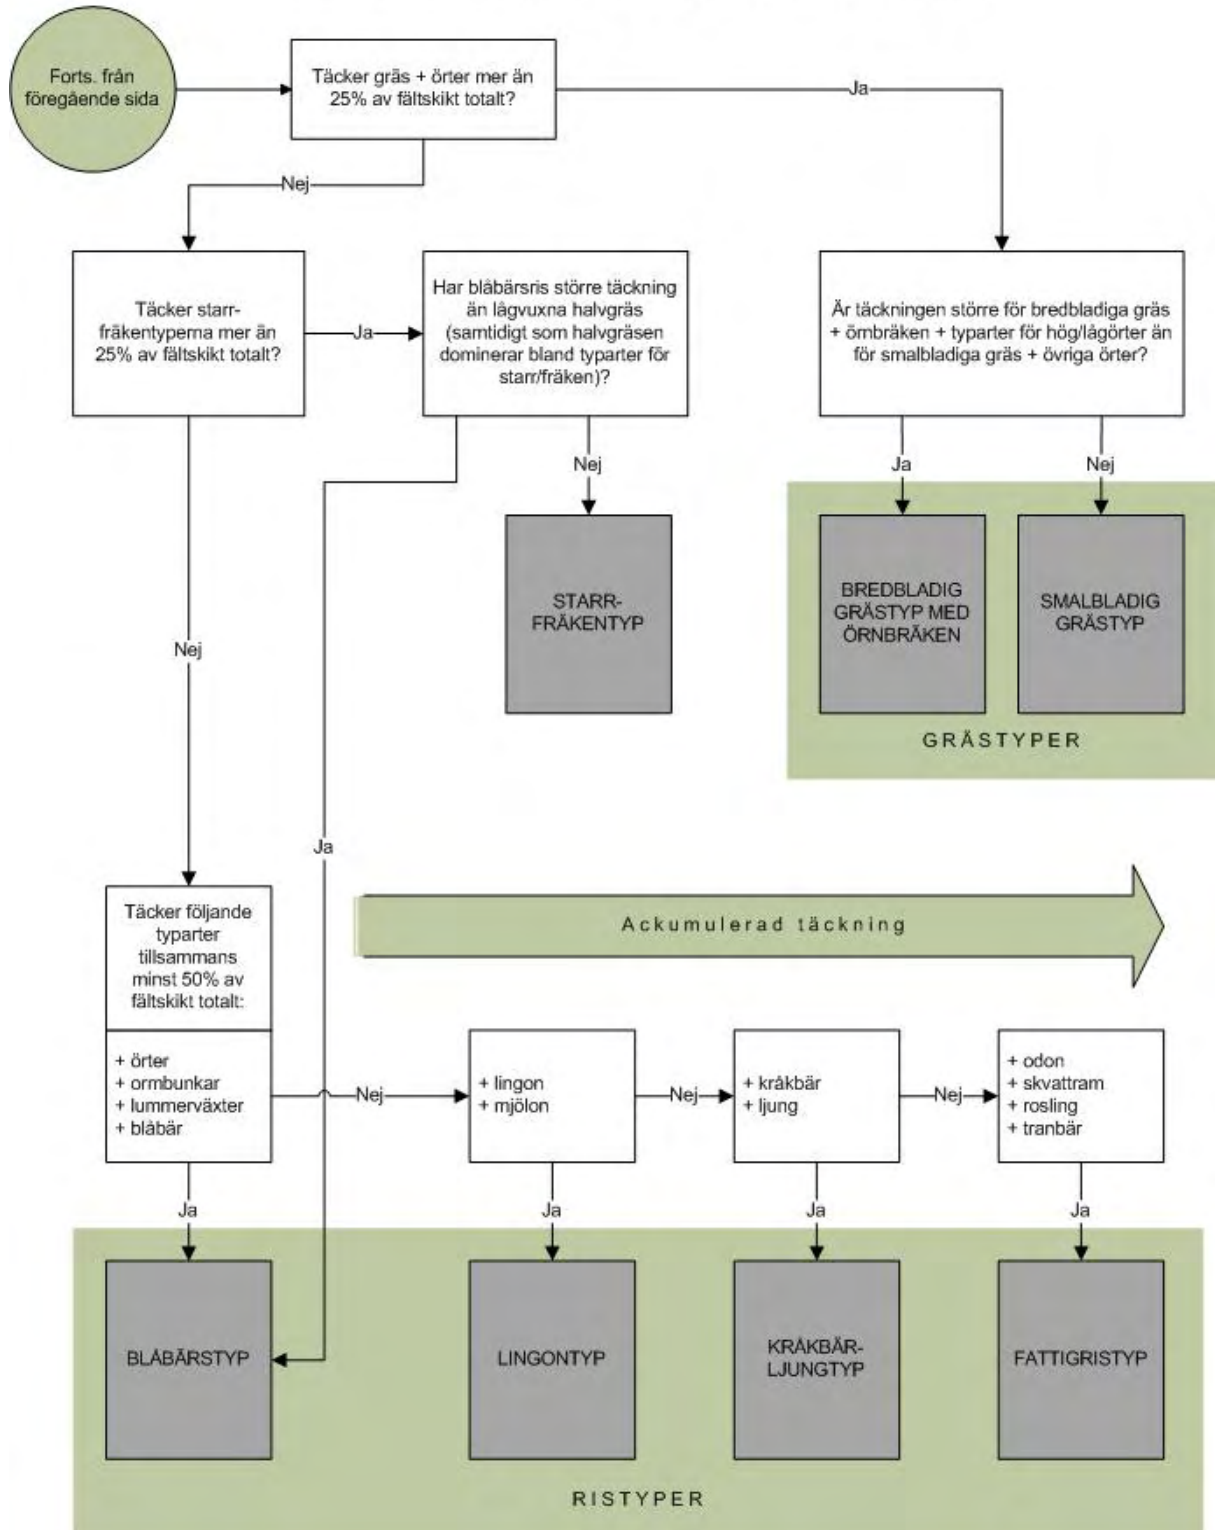 Forts. från
föregående sida
Täcker gräs + örter mer än
25% av fältskikt totalt?
Ja
Nej
Täcker starr-
fräkentyperna mer än
25% av fältskikt totalt?
Ja
Har blåbärsris större täckning
än lågvuxna halvgräs
(samtidigt som halvgräsen
dominerar bland typarter för
starr/fräken)?
Är täckningen större för bredbladiga gräs
+ örnbräken + typarter för hög/lågörter än
för smalbladiga gräs + övriga örter?
Nej
Ja
Nej
STARR-
FRÄKENTYP
BREDBLADIG
GRÄSTYP MED
ÖRNBRÄKEN
SMALBLADIG
GRÄSTYP
GRÄSTYPER
Nej
Ja
Täcker följande
typarter
tillsammans
minst 50% av
fältskikt totalt:
Ackumulerad täckning
+ örter
+ ormbunkar
+ lummerväxter
+ blåbär
Nej
+ lingon
+ mjölon
Nej
+ kråkbär
+ ljung
Nej
+ odon
+ skvattram
+ rosling
+ tranbär
Ja
Ja
Ja
Ja
BLÅBÄRSTYP
LINGONTYP
KRÅKBÄR-
LJUNGTYP
FATTIGRISTYP
RISTYPER